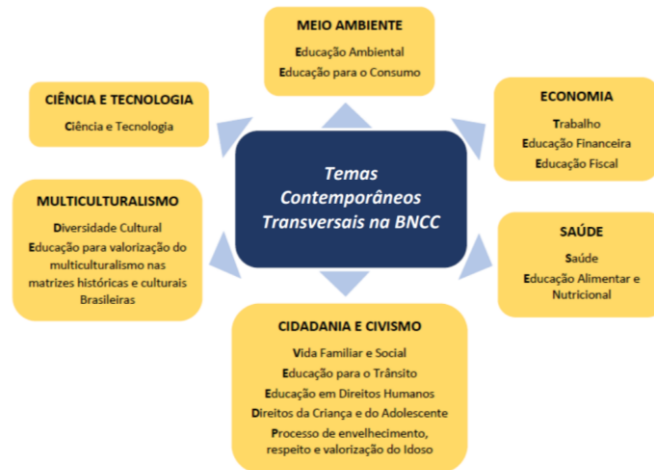 MEIO AMBIENTE
Educação Ambiental
Educação para o Consumo
CIÊNCIA E TECNOLOGIA
Ciência e Tecnologia
ECONOMIA
Trabalho
Educação Financeira
Educação Fiscal
Temas
Contemporâneos
Transversais na BNCC
MULTICULTURALISMO
Diversidade Cultural
Educação para valorização do
multiculturalismo nas
matrizes históricas e culturais
Brasileiras
SAÚDE
Saúde
Educação Alimentar e
Nutricional
CIDADANIA E CIVISMO
Vida Familiar e Social
Educação para o Trânsito
Educação em Direitos Humanos
Direitos da Criança e do Adolescente
Processo de envelhecimento,
respeito e valorização do Idoso